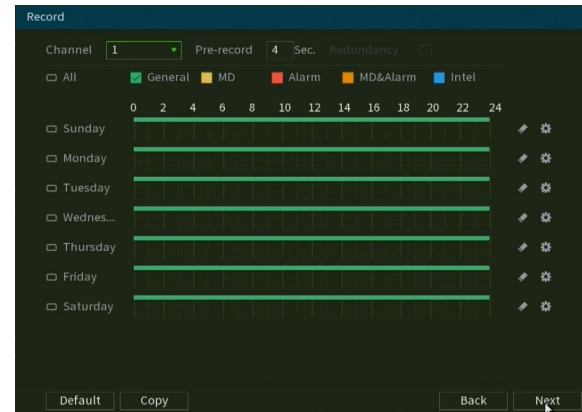 Record
Channel 1 Pre-record 4 Sec. Redundancy
All General MD Alarm MD&Alarm Intel
0 2 4 6 8 10 12 14 16 18 20 22 24
Sunday
Monday
Tuesday
Wednes...
Thursday
Friday
Saturday
Default Copy Back Next